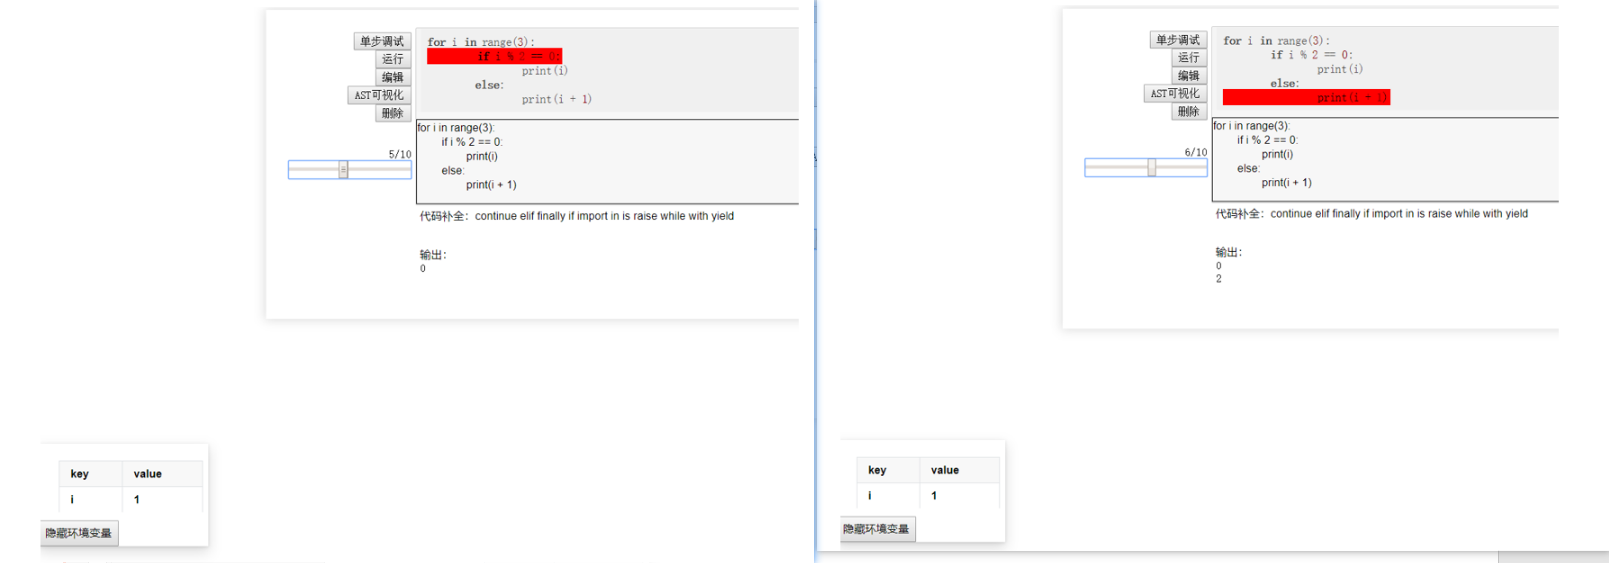 单步调试
运行
编辑
AST可视化
删除
for i in range(3):
if i % 2 == 0:
print(i)
else:
print(i + 1)
5/10
for i in range(3):
if i % 2 == 0:
print(i)
else:
print(i + 1)
代码补全：continue elif finally if import in is raise while with yield
输出：
0
key value
i 1
隐藏环境变量
单步调试
运行
编辑
AST可视化
删除
for i in range(3):
if i % 2 == 0:
print(i)
else:
print(i + 1)
6/10
for i in range(3):
if i % 2 == 0:
print(i)
else:
print(i + 1)
代码补全：continue elif finally if import in is raise while with yield
输出：
0
2
key value
i 1
隐藏环境变量